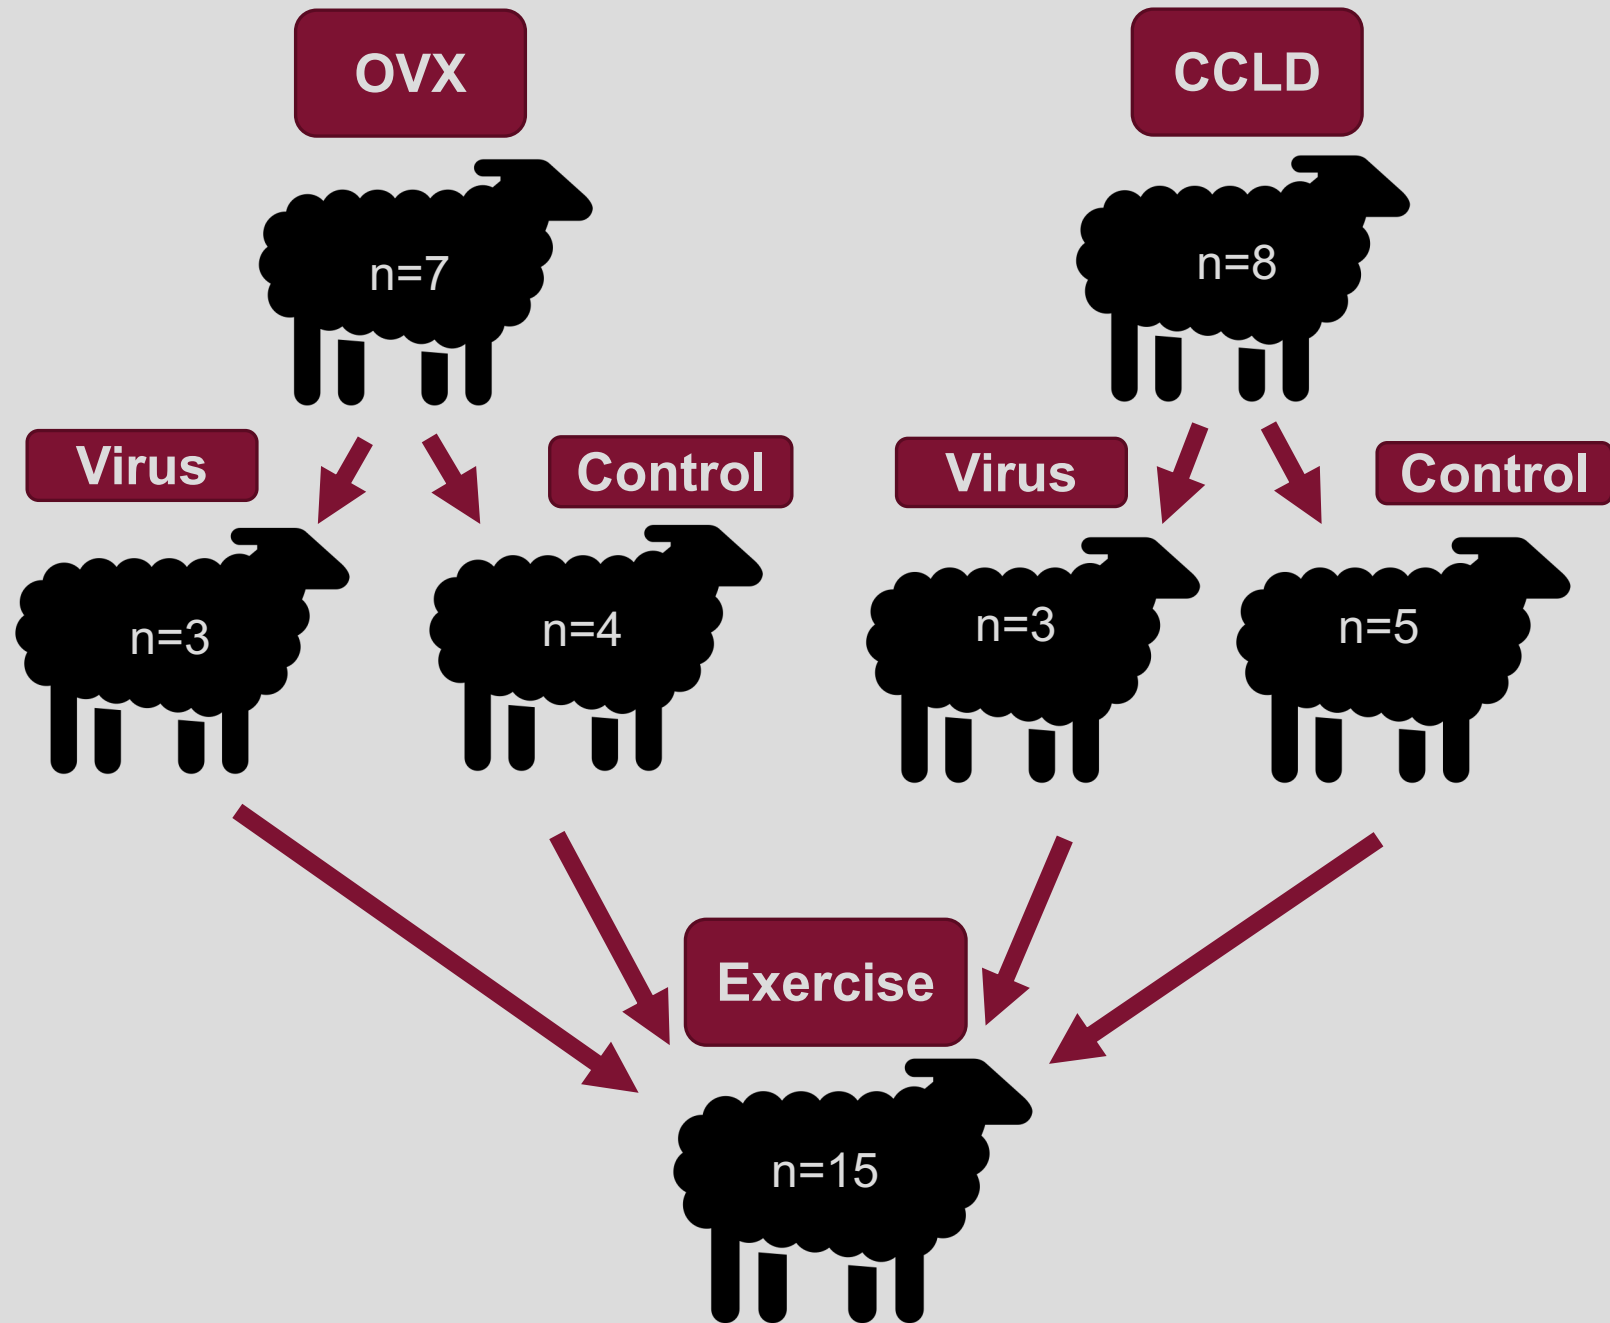 OVX
CCLD
n=7
n=8
Virus
Control
Virus
Control
n=3
n=4
n=3
n=5
Exercise
n=15